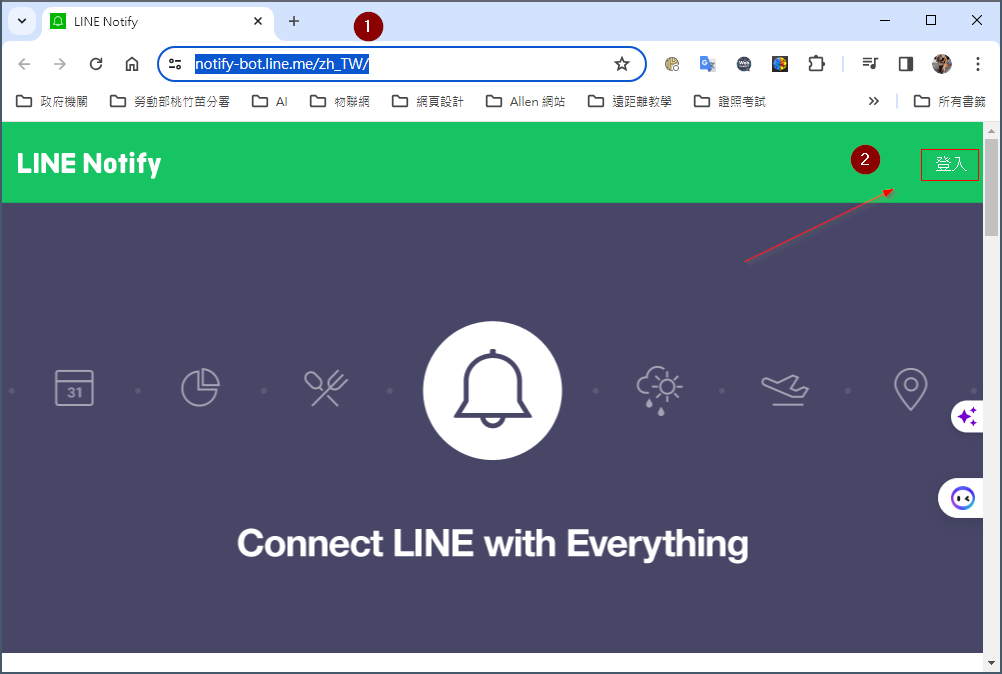 LINE Notify
1
notify-bot.line.me/zh_TW/
政府機關
勞動部桃竹苗分署
AI
物聯網
網頁設計
Allen 網站
遠距離教學
證照考試
所有書籤
LINE Notify
2
登入
31
Connect LINE with Everything